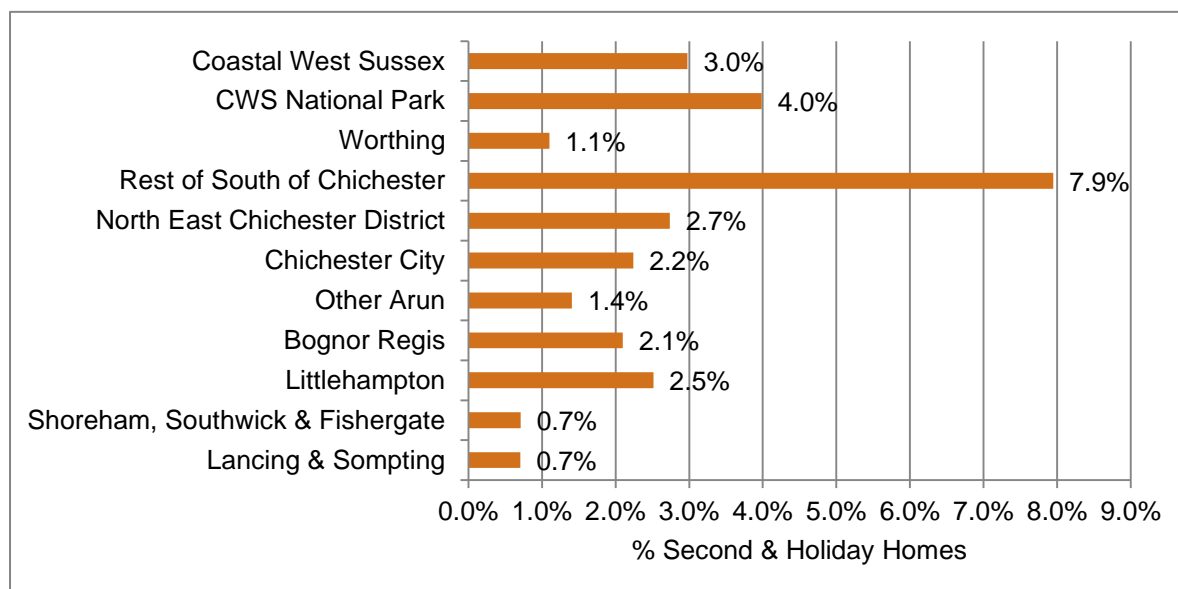 Coastal West Sussex 3.0%
CWS National Park 4.0%
Worthing 1.1%
Rest of South of Chichester 7.9%
North East Chichester District 2.7%
Chichester City 2.2%
Other Arun 1.4%
Bognor Regis 2.1%
Littlehampton 2.5%
Shoreham, Southwick & Fishergate 0.7%
Lancing & Sompting 0.7%
0.0% 1.0% 2.0% 3.0% 4.0% 5.0% 6.0% 7.0% 8.0% 9.0%
% Second & Holiday Homes